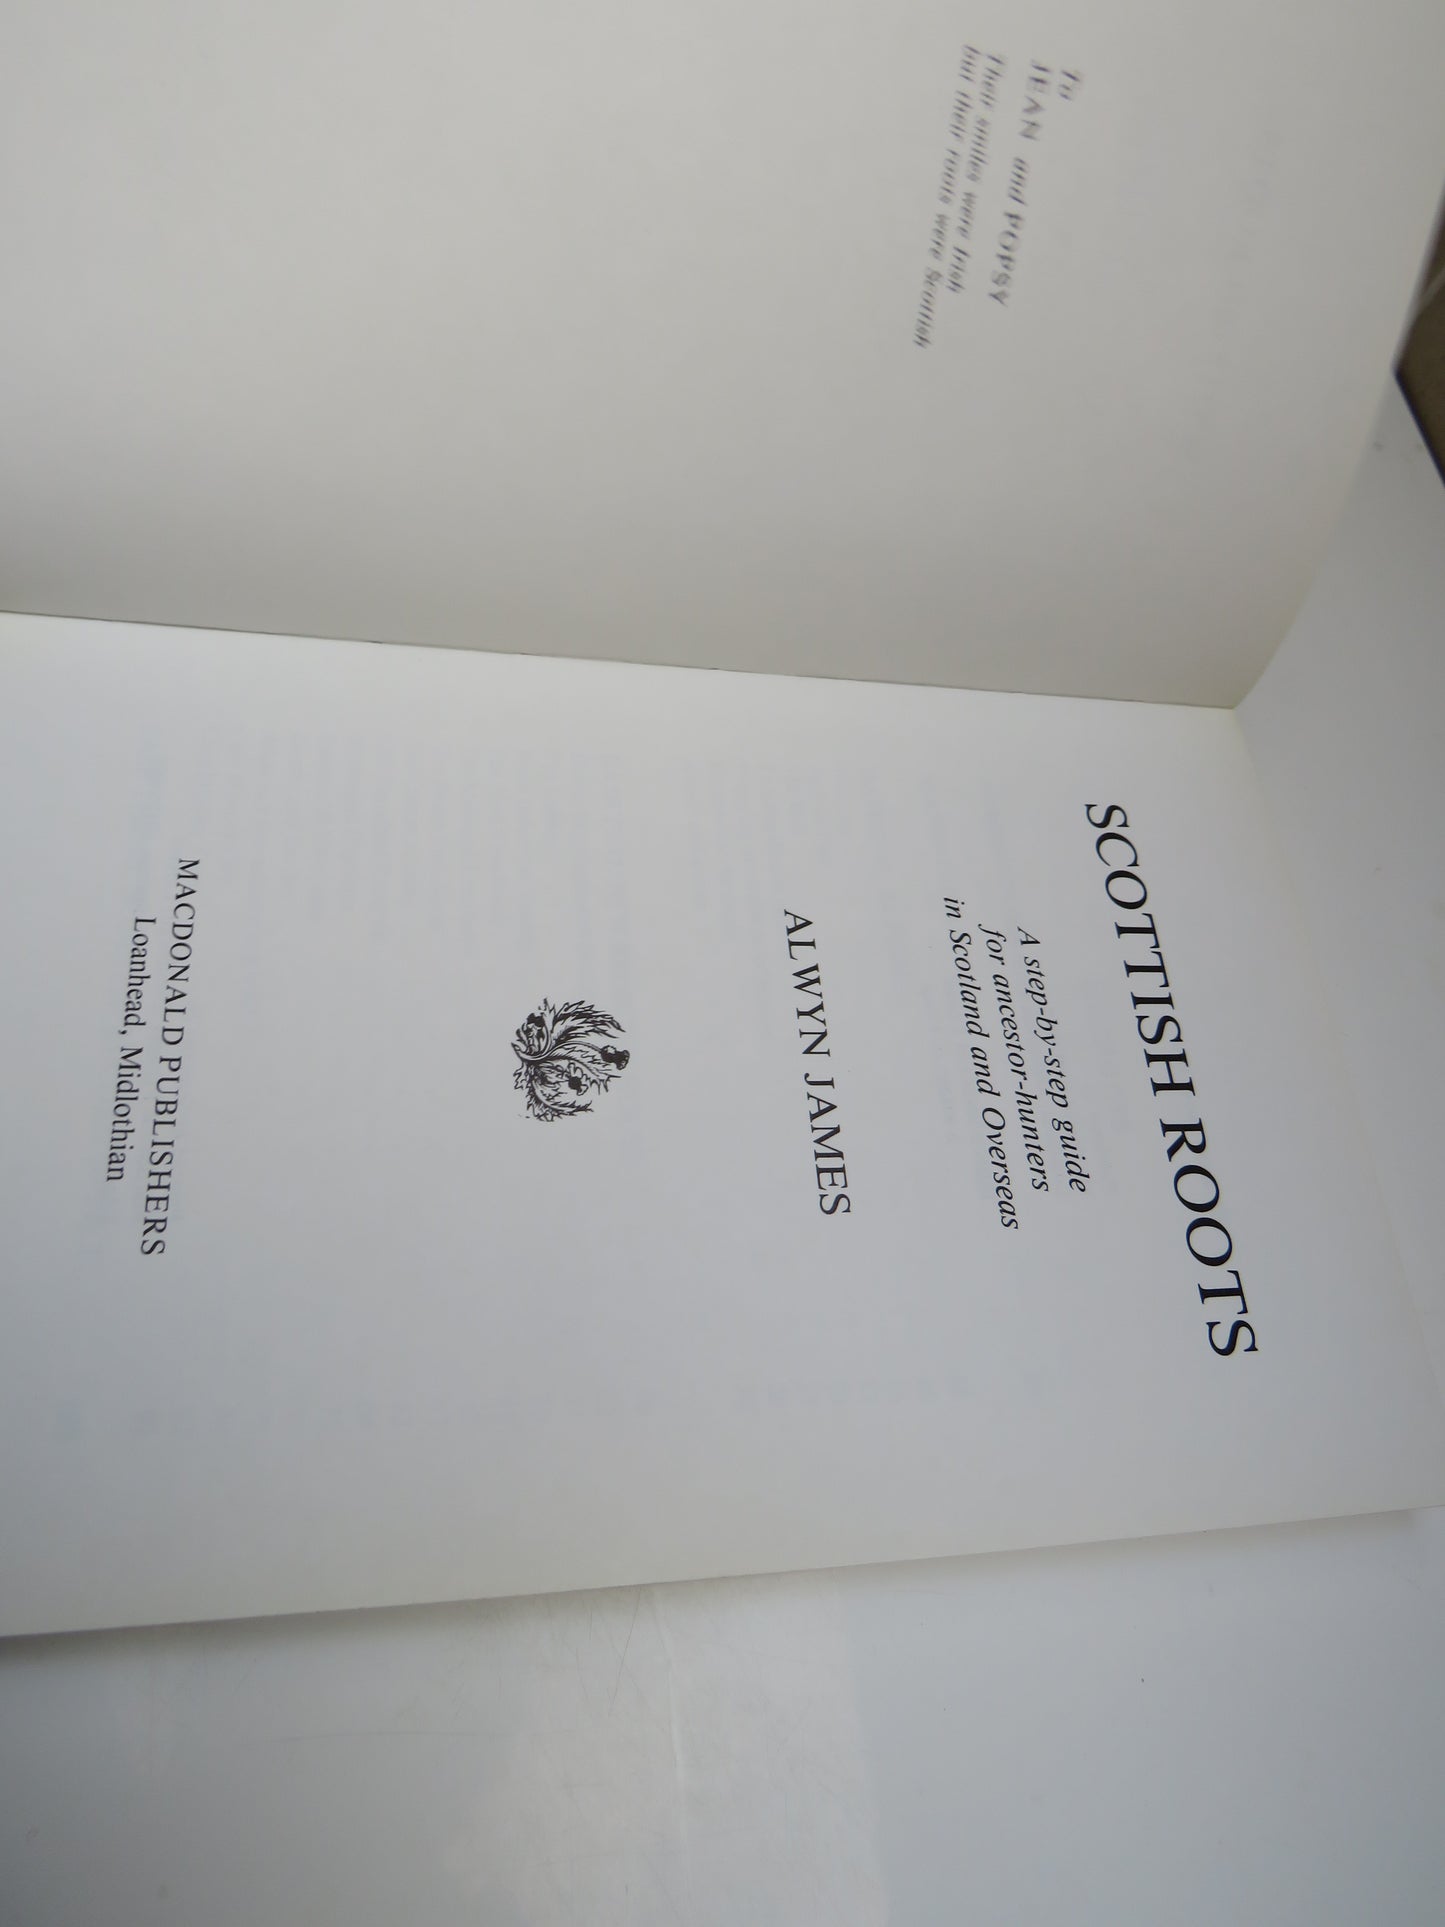 To
JEAN and POPSY
Their smiles were Irish
but their roots were Scottish
SCOTTISH ROOTS
A step-by-step guide
for ancestor-hunters
in Scotland and Overseas
ALWYN JAMES
MACDONALD PUBLISHERS
Loanhead, Midlothian